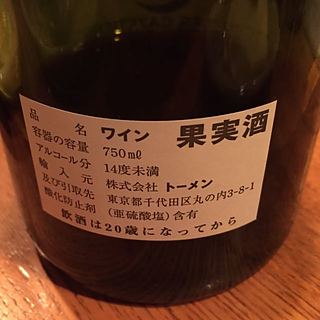 品名 ワイン 果実酒
容器の容量 750ml
アルコール分 14度未満
輸入元 株式会社 トーメン
及び引取先 東京都千代田区丸の内3-8-1
酸化防止剤 (亜硫酸塩)含有
飲酒は20歳になってから